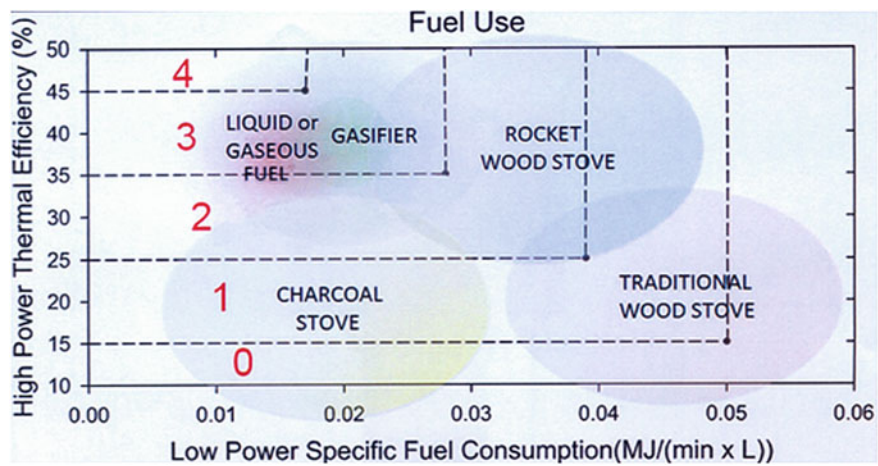 Fuel Use
High Power Thermal Efficiency (%)
50
45
40
35
30
25
20
15
10
4
3
2
1
0
LIQUID or
GASEOUS
FUEL
GASIFIER
ROCKET
WOOD STOVE
CHARCOAL
STOVE
TRADITIONAL
WOOD STOVE
0.00 0.01 0.02 0.03 0.04 0.05 0.06
Low Power Specific Fuel Consumption(MJ/(min x L))